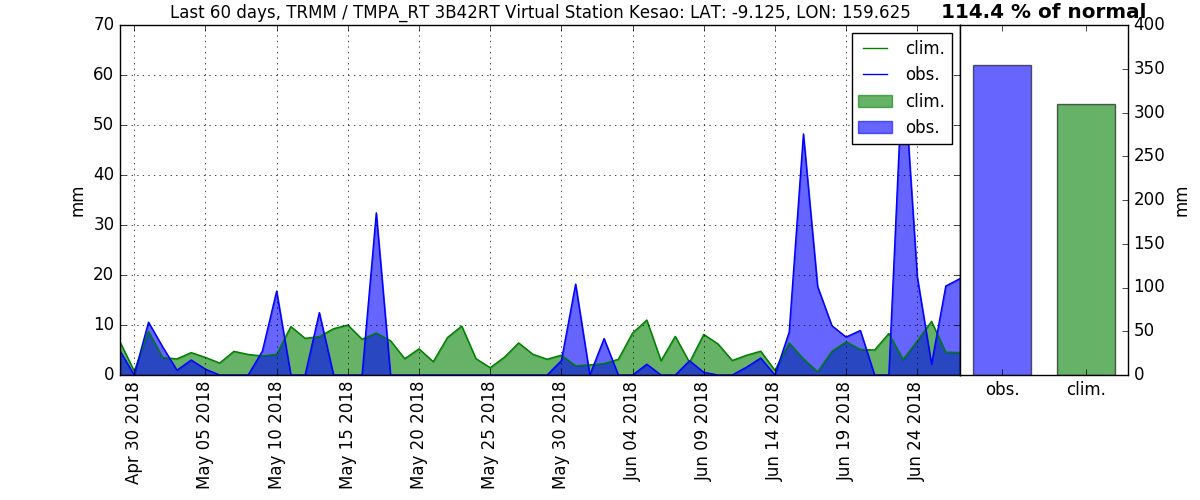 Last 60 days, TRMM / TMPA_RT 3B42RT Virtual Station Kesao: LAT: -9.125, LON: 159.625
114.4 % of normal
70
60
50
40
30
20
10
0
mm
clim.
obs.
clim.
obs.
Apr 30 2018
May 05 2018
May 10 2018
May 15 2018
May 20 2018
May 25 2018
May 30 2018
Jun 04 2018
Jun 09 2018
Jun 14 2018
Jun 19 2018
Jun 24 2018
400
350
300
250
200
150
100
50
0
mm
obs.
clim.